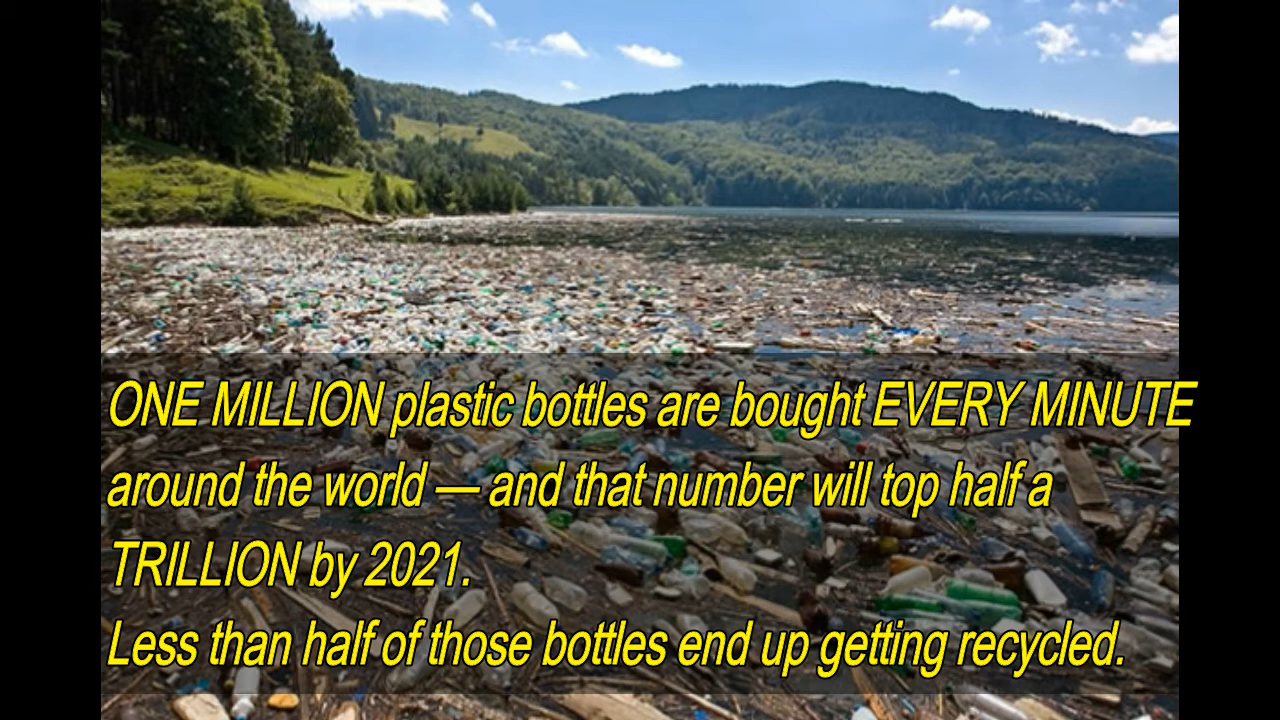 ONE MILLION plastic bottles are bought EVERY MINUTE
around the world — and that number will top half a
TRILLION by 2021.
Less than half of those bottles end up getting recycled.